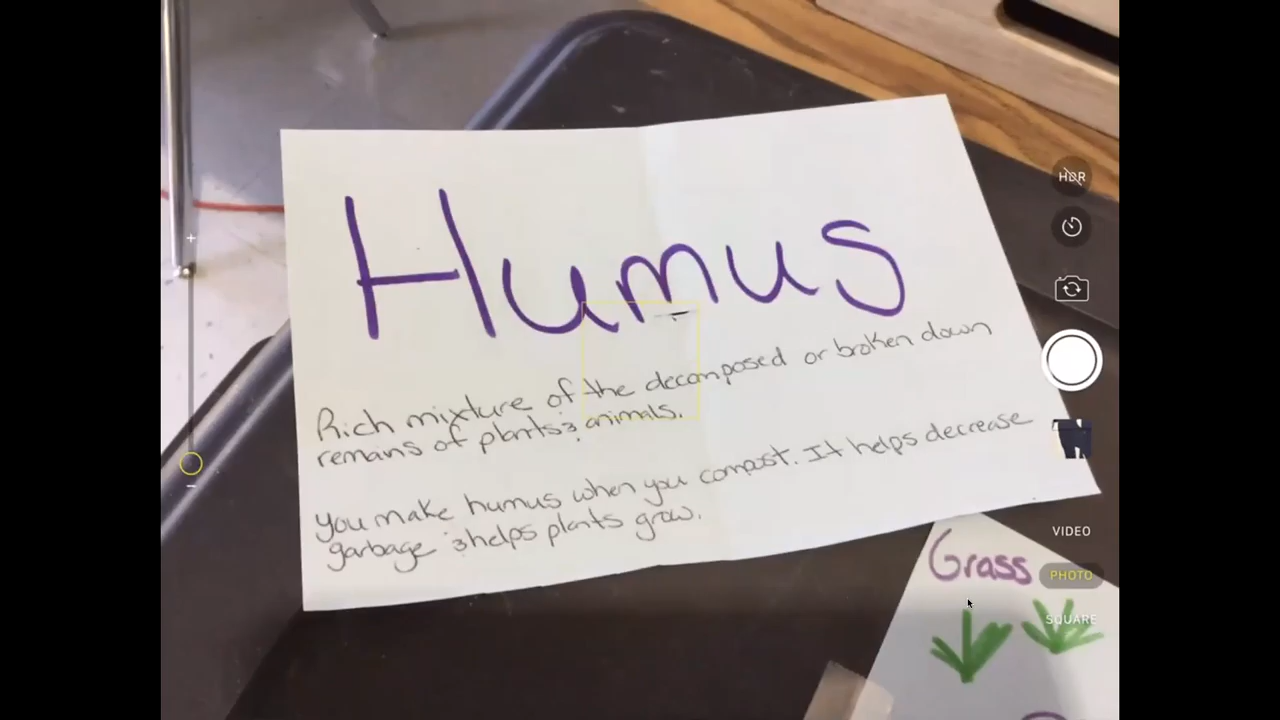 Humus
Rich mixture of the decomposed or broken down
remains of plants & animals.
You make humus when you compost. It helps decrease
garbage & helps plants grow.
Grass
HDR
VIDEO
PHOTO
SQUARE